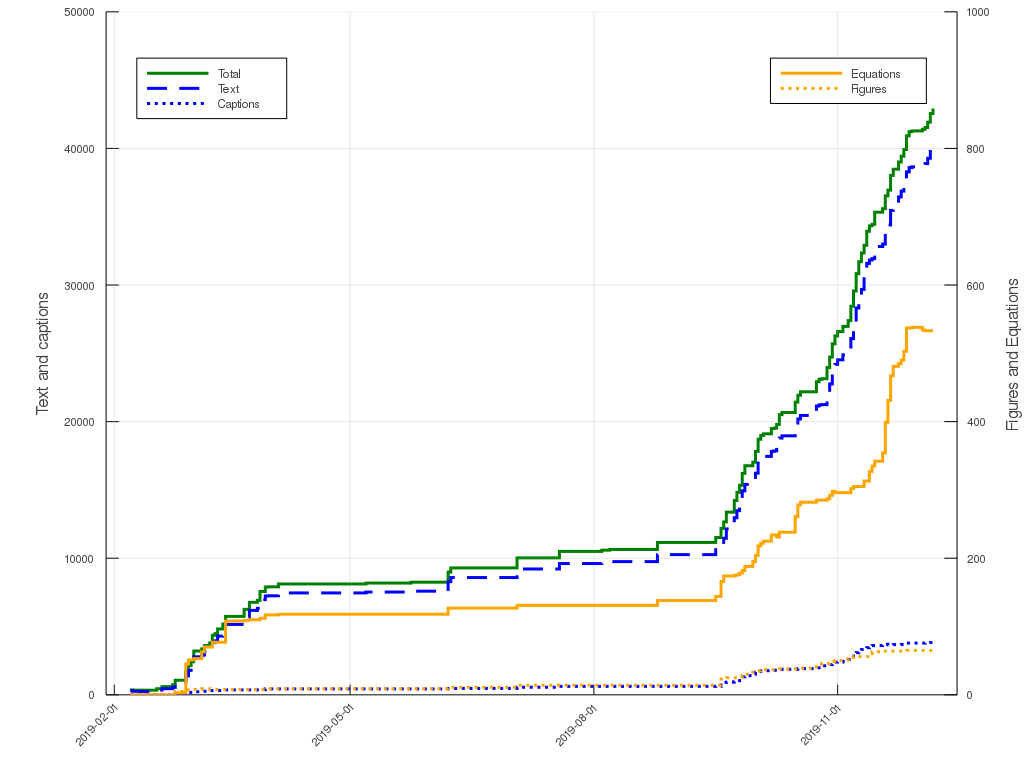 50000
40000
30000
20000
10000
0
Text and captions
Total
Text
Captions
Equations
Figures
1000
800
600
400
200
0
Figures and Equations
2019-02-01
2019-05-01
2019-08-01
2019-11-01